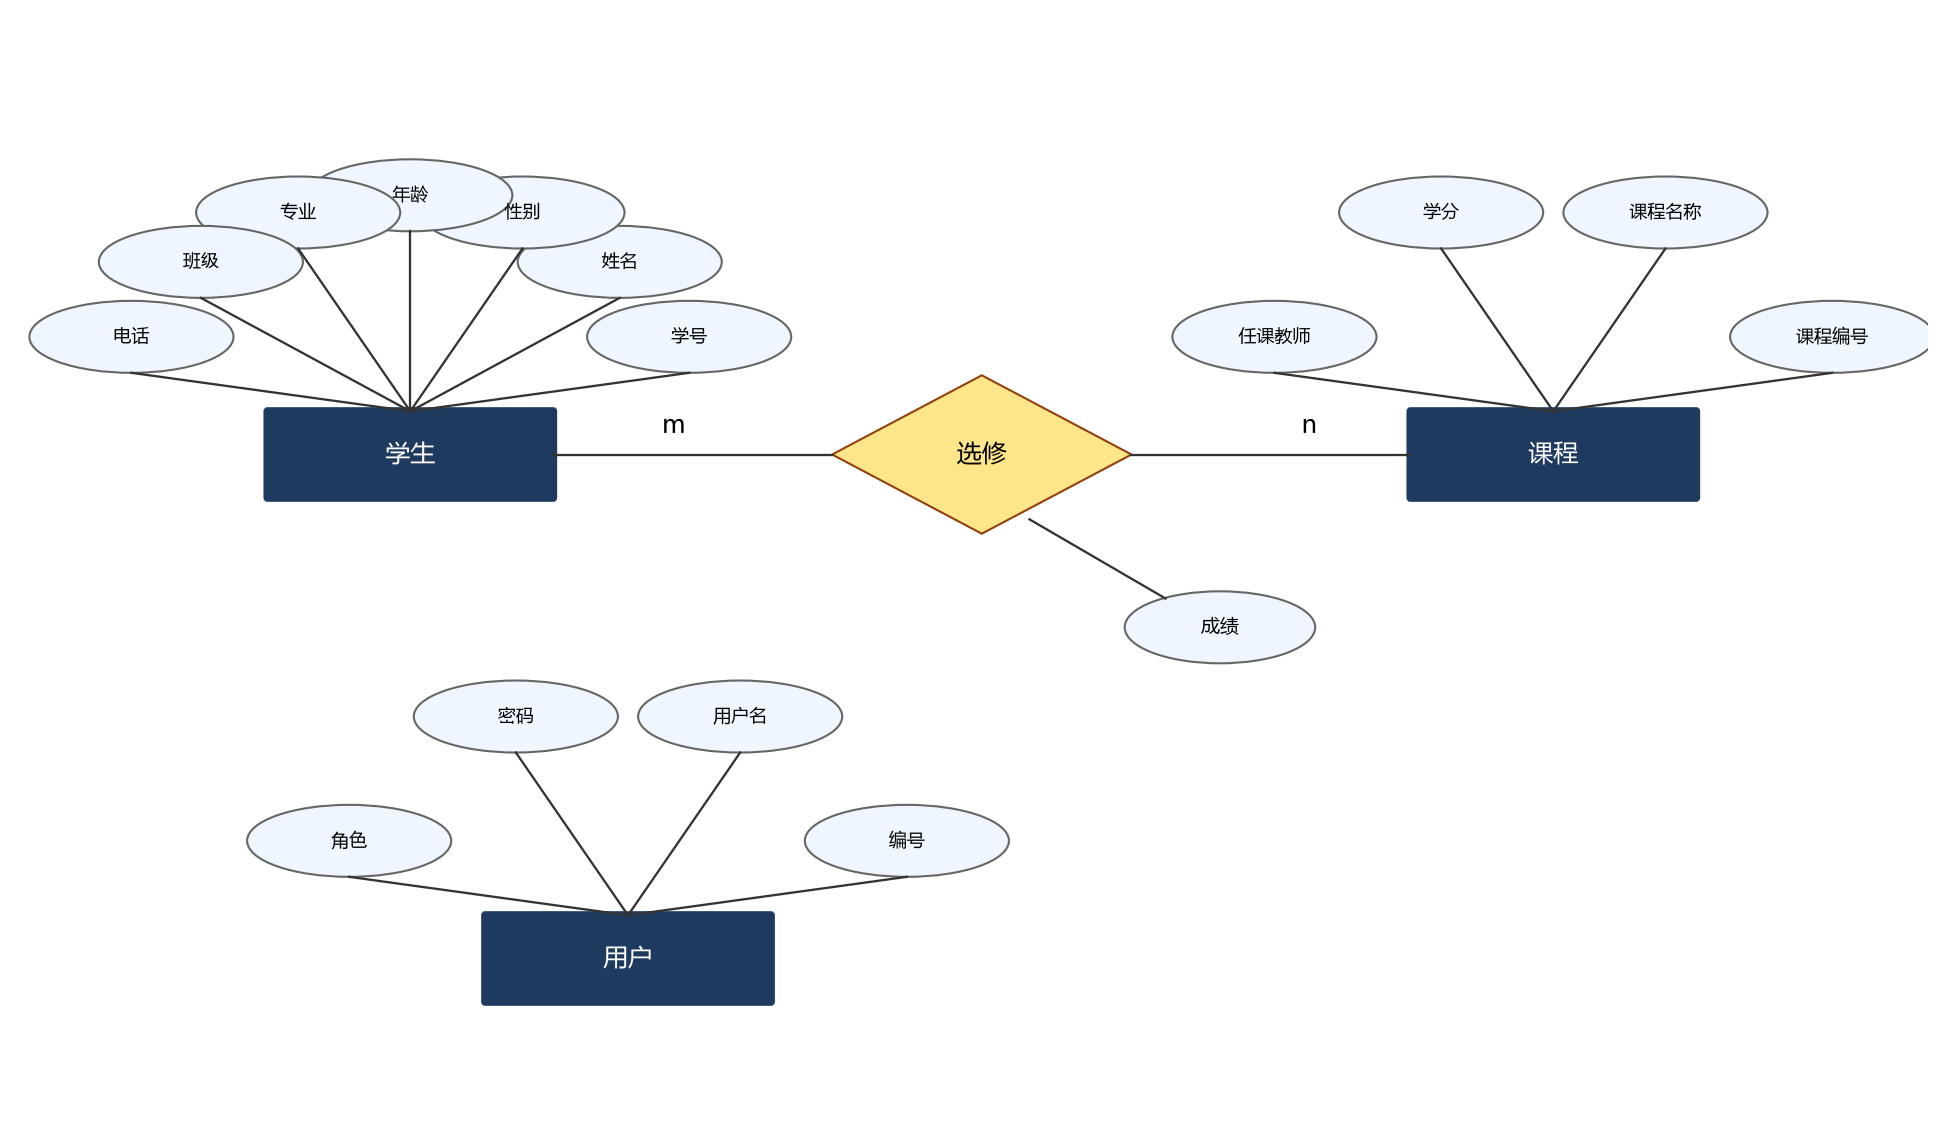 年龄
专业
性别
班级
姓名
电话
学号
学分
课程名称
任课教师
课程编号
学生
m
选修
n
课程
成绩
密码
用户名
角色
编号
用户